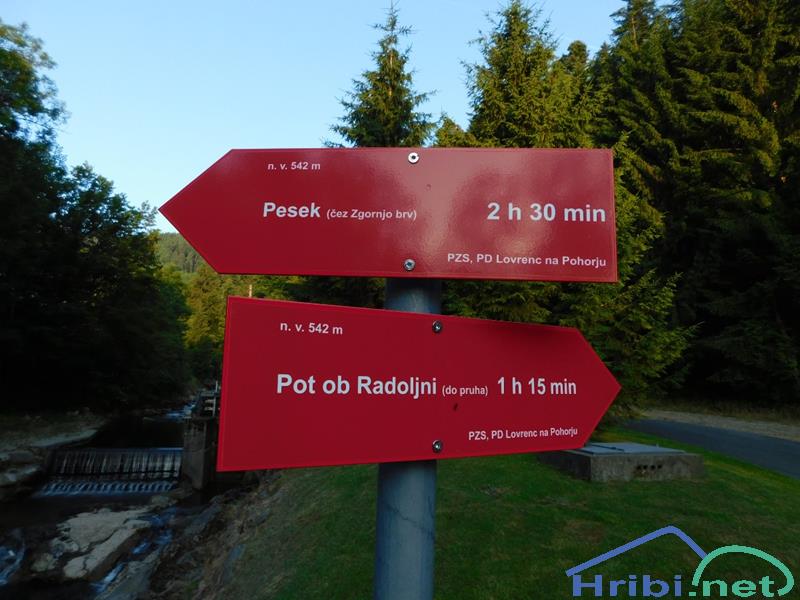 n. v. 542 m
Pesek (čez Zgornjo brv) 2 h 30 min
PZS, PD Lovrenc na Pohorju
n. v. 542 m
Pot ob Radoljni (do pruha) 1 h 15 min
PZS, PD Lovrenc na Pohorju
Hribi.net